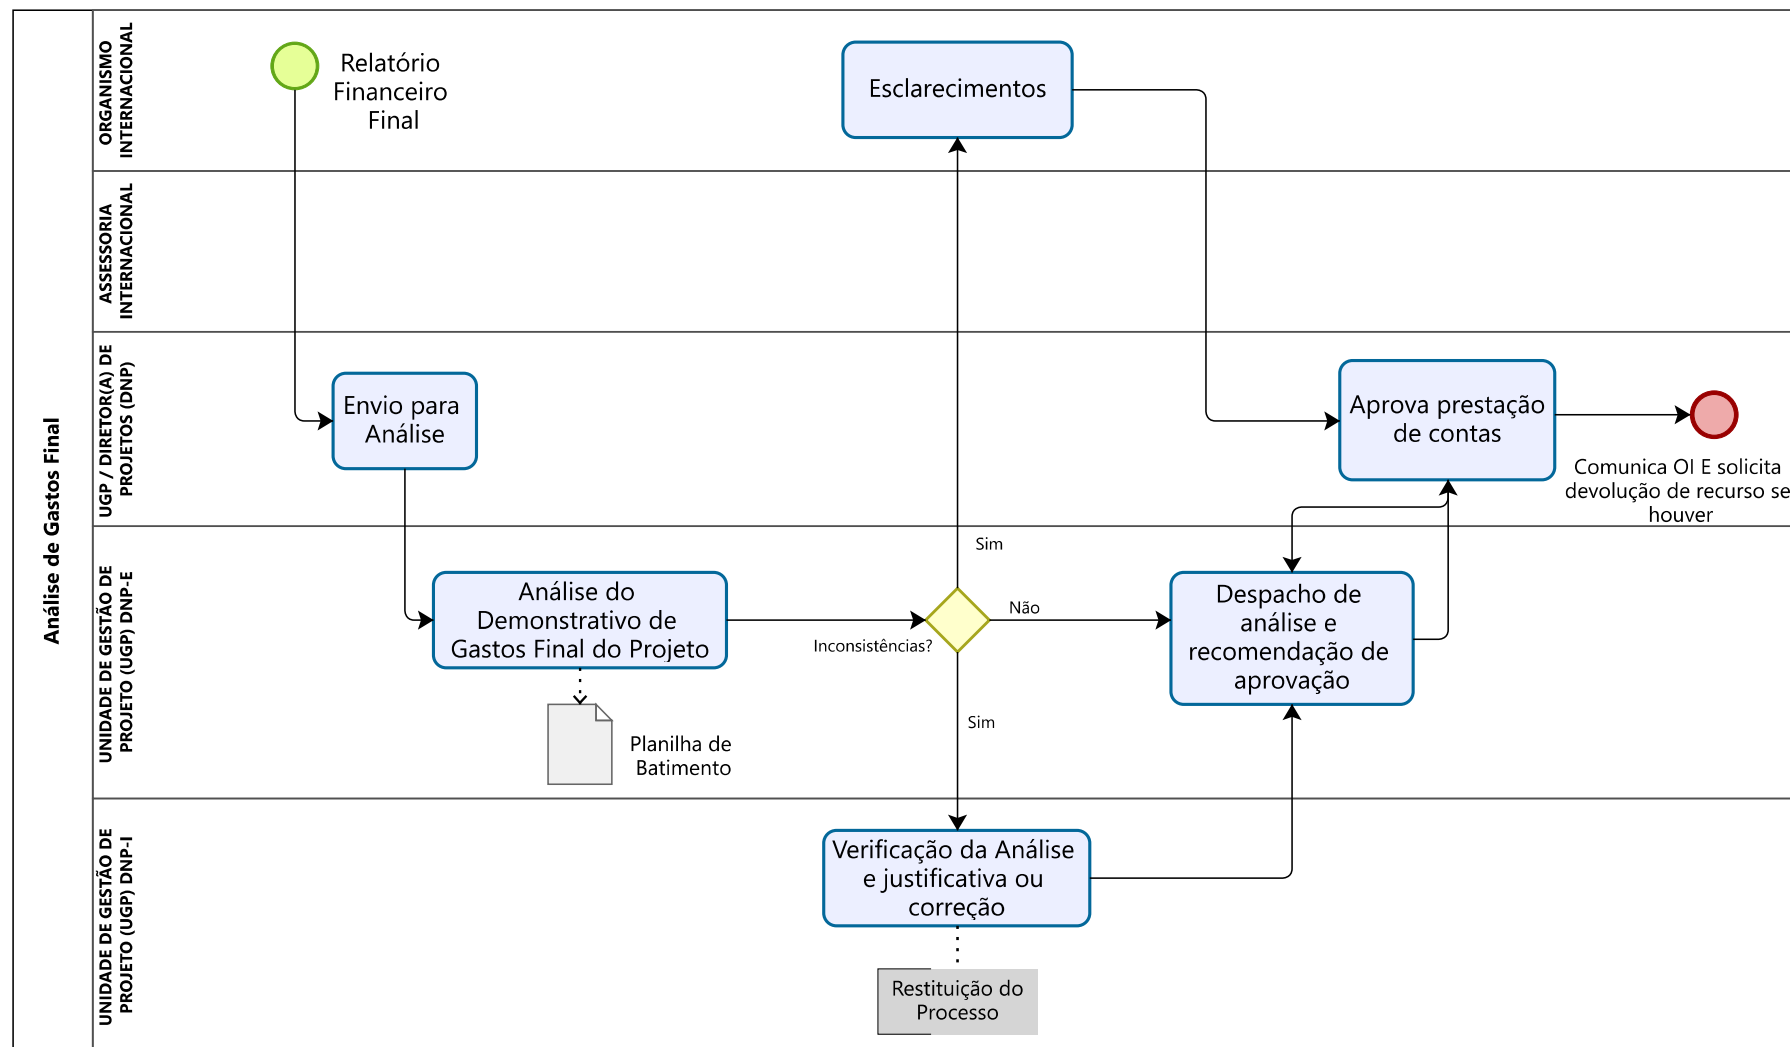 Análise de Gastos Final
ORGANISMO
INTERNACIONAL
Relatório
Financeiro
Final
Esclarecimentos
ASSESSORIA
INTERNACIONAL
UGP / DIRETOR(A) DE
PROJETOS (DNP)
Envio para
Análise
Aprova prestação
de contas
Comunica OI E solicita
devolução de recurso se
houver
UNIDADE DE GESTÃO DE
PROJETO (UGP) DNP-E
Análise do
Demonstrativo de
Gastos Final do Projeto
Planilha de
Batimento
Inconsistências?
Sim
Não
Sim
Despacho de
análise e
recomendação de
aprovação
UNIDADE DE GESTÃO DE
PROJETO (UGP) DNP-I
Verificação da Análise
e justificativa ou
correção
Restituição do
Processo